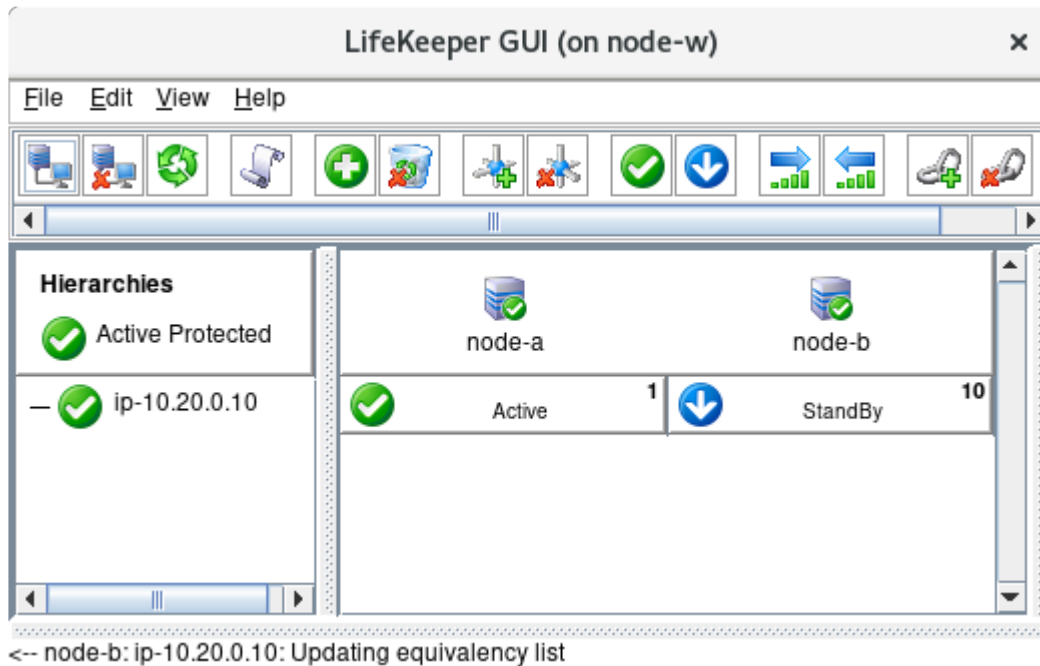 LifeKeeper GUI (on node-w)
File Edit View Help
Hierarchies
Active Protected
node-a node-b
ip-10.20.0.10
Active 1
StandBy 10
<-- node-b: ip-10.20.0.10: Updating equivalency list